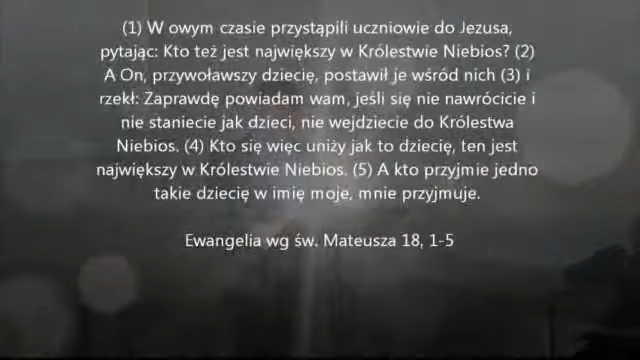 (1) W owym czasie przystąpili uczniowie do Jezusa,
pytając: Kto też jest największy w Królestwie Niebios? (2)
A On, przywoławszy dziecię, postawił je wśród nich (3) i
rzekł: Zaprawdę powiadam wam, jeśli się nie nawrócicie i
nie staniecie jak dzieci, nie wejdziecie do Królestwa
Niebios. (4) Kto się więc uniży jak to dziecię, ten jest
największy w Królestwie Niebios. (5) A kto przyjmie jedno
takie dziecię w imię moje, mnie przyjmuje.
Ewangelia wg św. Mateusza 18, 1-5